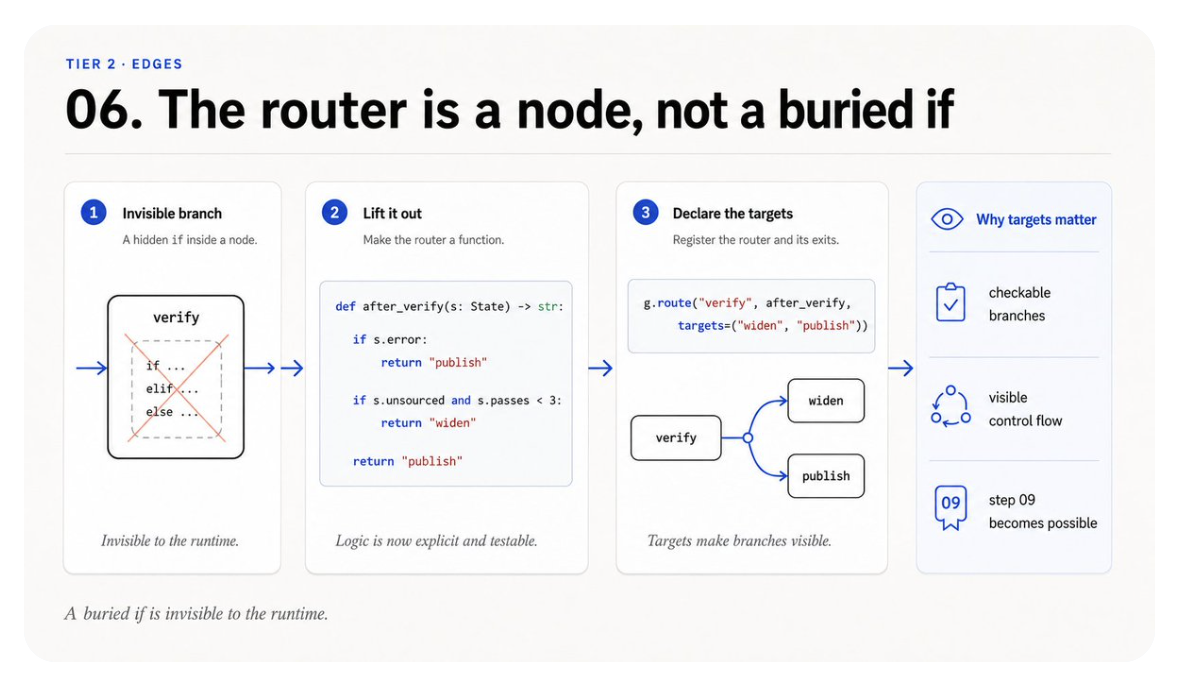 TIER 2 · EDGES
06. The router is a node, not a buried if
1 Invisible branch
A hidden if inside a node.
verify
if ...
elif ...
else ...
Invisible to the runtime.
2 Lift it out
Make the router a function.
def after_verify(s: State) -> str:
if s.error:
return "publish"
if s.unsourced and s.passes < 3:
return "widen"
return "publish"
Logic is now explicit and testable.
3 Declare the targets
Register the router and its exits.
g.route("verify", after_verify,
targets=("widen", "publish"))
verify
widen
publish
Targets make branches visible.
Why targets matter
checkable
branches
visible
control flow
09
step 09
becomes possible
A buried if is invisible to the runtime.